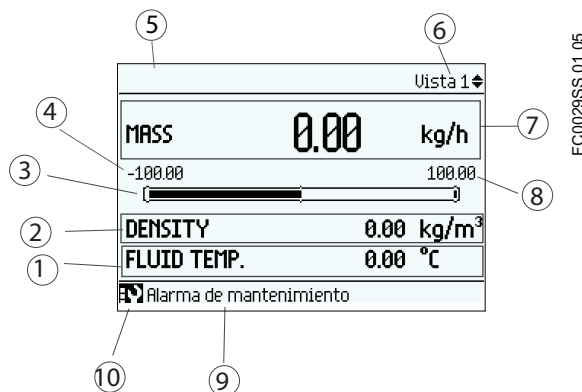 5
6
EC0029SS.01.05
Vista 1
4
MASS 0.00 kg/h
7
-100.00 100.00
3
8
2
DENSITY 0.00 kg/m³
1
FLUID TEMP. 0.00 °C
Alarma de mantenimiento
10
9